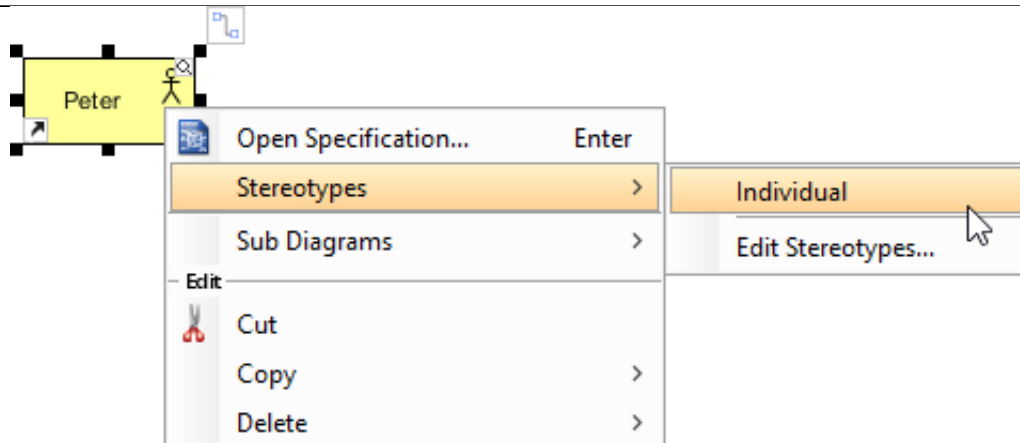 Peter
Open Specification... Enter
Stereotypes
Individual
Sub Diagrams
Edit Stereotypes...
Edit
Cut
Copy
Delete